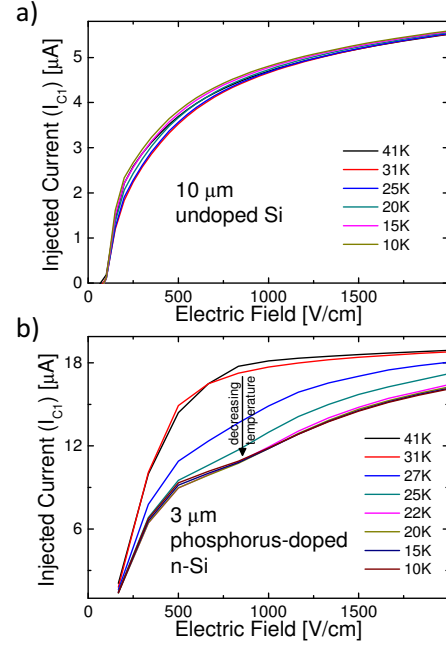 a)
Injected Current (I_C1) [μA]
5
4
3
2
1
0
10 μm
undoped Si
41K
31K
25K
20K
15K
10K
0 500 1000 1500
Electric Field [V/cm]
b)
Injected Current (I_C1) [μA]
18
15
12
9
6
decreasing
temperature
3 μm
phosphorus-doped
n-Si
41K
31K
27K
25K
22K
20K
15K
10K
0 500 1000 1500
Electric Field [V/cm]